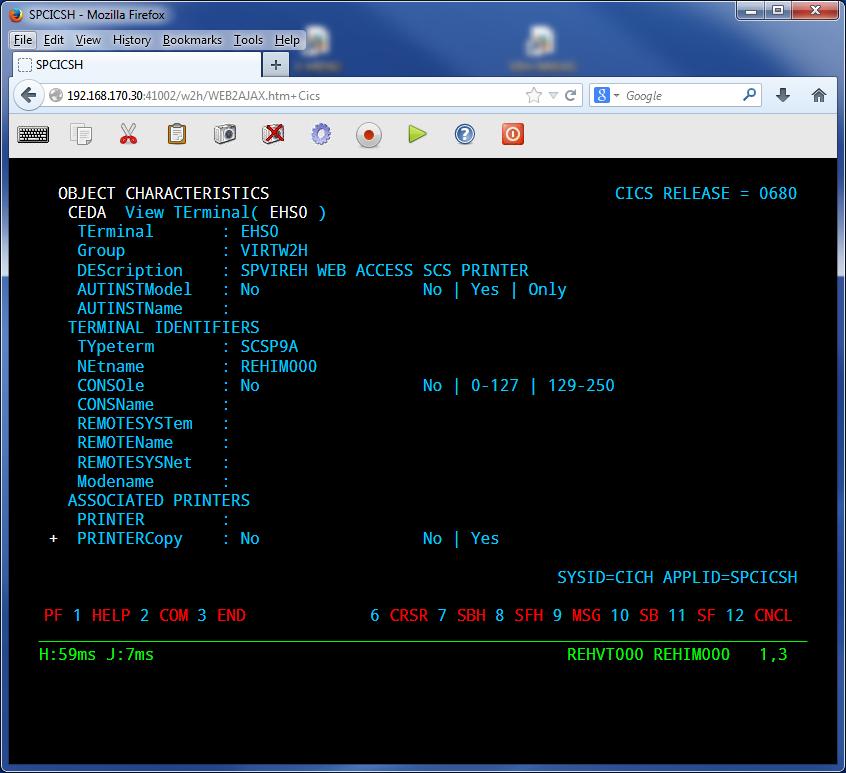 SPCICSH - Mozilla Firefox
File Edit View History Bookmarks Tools Help
SPCICSH
192.168.170.30:41002/w2h/WEB2AJAX.htm+Cics
Google
OBJECT CHARACTERISTICS CICS RELEASE = 0680
CEDA View TErminal( EHS0 )
TErminal : EHS0
Group : VIRTW2H
DEScription : SPVIREH WEB ACCESS SCS PRINTER
AUTINSTModel : No No | Yes | Only
AUTINSTName :
TERMINAL IDENTIFIERS
TYpeterm : SCSP9A
NEtname : REHIM000
CONSOle : No No | 0-127 | 129-250
CONSName :
REMOTESYSTem :
REMOTEName :
REMOTESYSNet :
Modename :
ASSOCIATED PRINTERS
PRINTER :
+ PRINTERCopy : No No | Yes
SYSID=CICH APPLID=SPCICSH
PF 1 HELP 2 COM 3 END 6 CRSR 7 SBH 8 SFH 9 MSG 10 SB 11 SF 12 CNCL
H:59ms J:7ms REHVT000 REHIM000 1,3